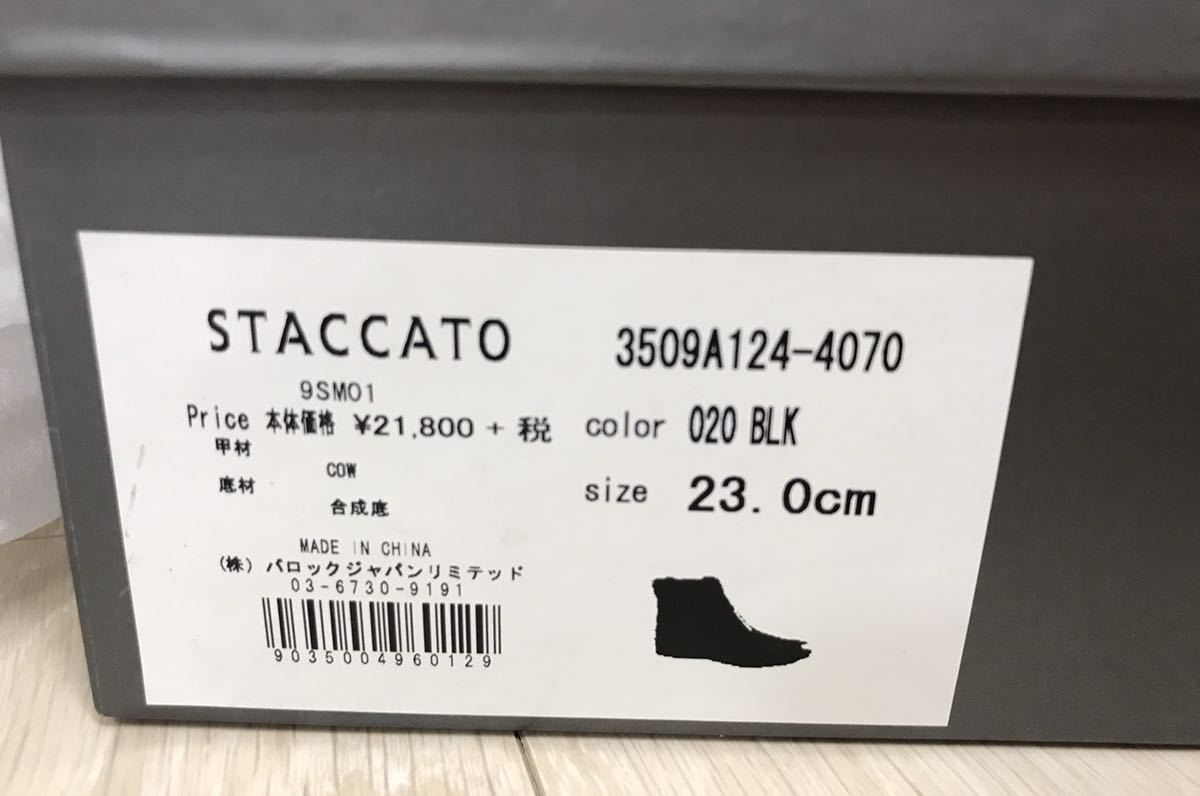 STACCATO
3509A124-4070
9SM01
Price 本体価格 ¥21,800 + 税
color 020 BLK
甲材
COW
size 23.0cm
底材
合成底
MADE IN CHINA
(株) バロックジャパンリミテッド
03-6730-9191
9035004960129